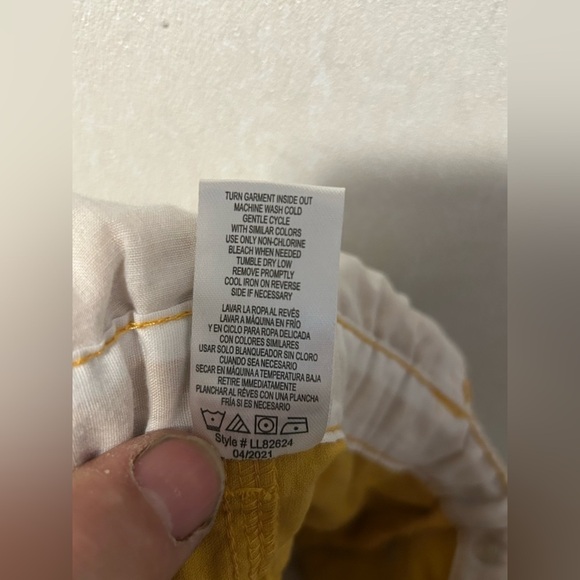 TURN GARMENT INSIDE OUT
MACHINE WASH COLD
GENTLE CYCLE
WITH SIMILAR COLORS
USE ONLY NON-CHLORINE
BLEACH WHEN NEEDED
TUMBLE DRY LOW
REMOVE PROMPTLY
COOL IRON ON REVERSE
SIDE IF NECESSARY
LAVAR LA ROPA AL REVÉS
LAVAR A MÁQUINA EN FRÍO
Y EN CICLO PARA ROPA DELICADA
CON COLORES SIMILARES
USAR SOLO BLANQUEADOR SIN CLORO
CUANDO SEA NECESARIO
SECAR EN MÁQUINA A TEMPERATURA BAJA
RETIRE IMMEDIATAMENTE
PLANCHAR AL RÉVES CON UNA PLANCHA
FRÍA SI ES NECESARIO
Style # LL82624
04/2021